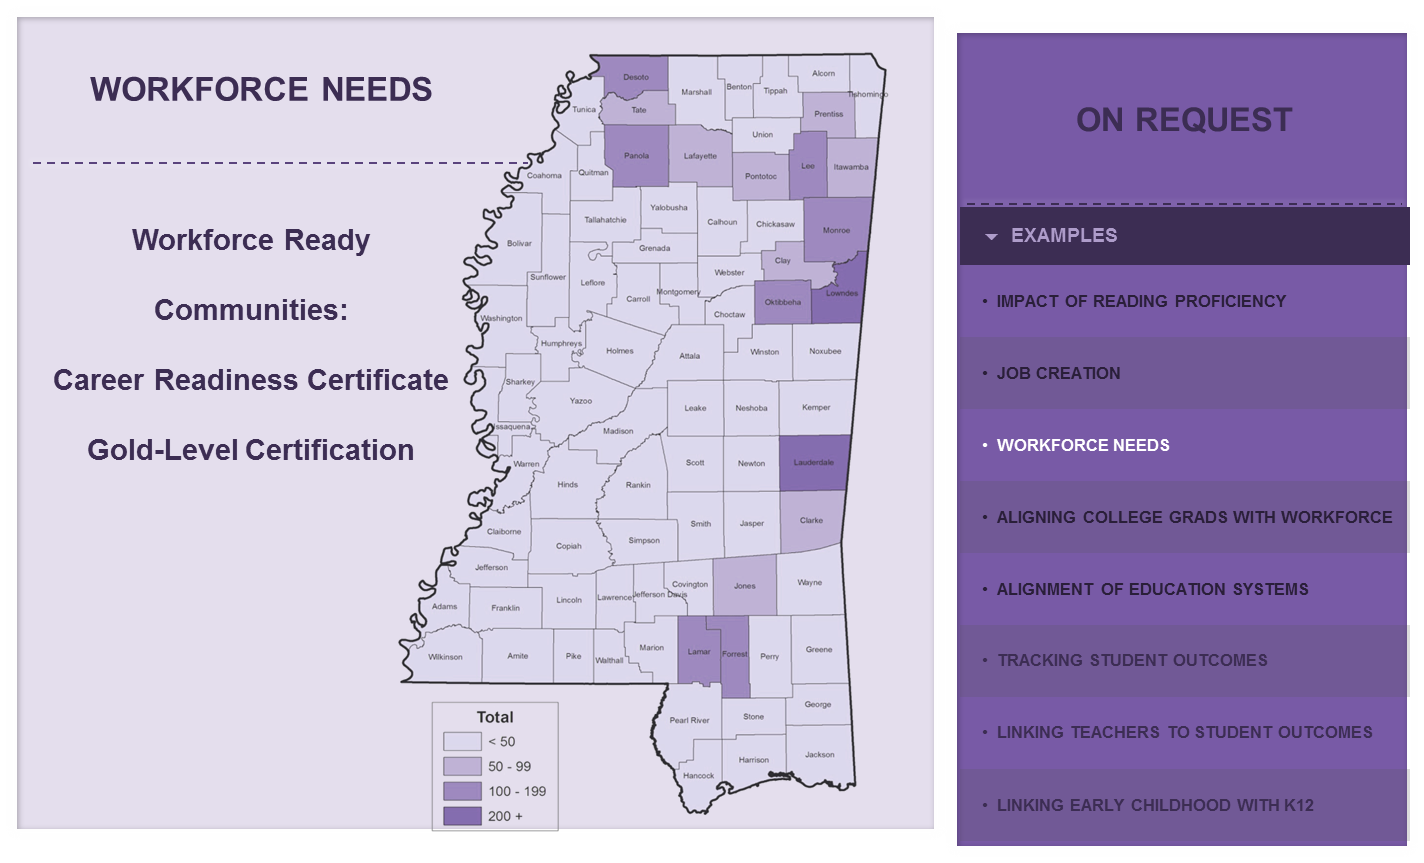 WORKFORCE NEEDS
Workforce Ready
Communities:
Career Readiness Certificate
Gold-Level Certification
Desoto
Marshall
Benton
Tippah
Alcorn
Tishomingo
Tunica
Tate
Prentiss
Union
Panola
Lafayette
Pontotoc
Lee
Itawamba
Coahoma
Quitman
Tallahatchie
Yalobusha
Calhoun
Chickasaw
Monroe
Bolivar
Grenada
Clay
Sunflower
Leflore
Carroll
Montgomery
Webster
Choctaw
Oktibbeha
Lowndes
Washington
Humphreys
Holmes
Attala
Winston
Noxubee
Sharkey
Yazoo
Leake
Neshoba
Kemper
Issaquena
Madison
Warren
Hinds
Rankin
Scott
Newton
Lauderdale
Claiborne
Copiah
Simpson
Smith
Jasper
Clarke
Jefferson
Adams
Franklin
Lincoln
Lawrence
Jefferson Davis
Covington
Jones
Wayne
Wilkinson
Amite
Pike
Walthall
Marion
Lamar
Forrest
Perry
Greene
Pearl River
Stone
George
Hancock
Harrison
Jackson
Total
< 50
50 - 99
100 - 199
200 +
ON REQUEST
EXAMPLES
• IMPACT OF READING PROFICIENCY
• JOB CREATION
• WORKFORCE NEEDS
• ALIGNING COLLEGE GRADS WITH WORKFORCE
• ALIGNMENT OF EDUCATION SYSTEMS
• TRACKING STUDENT OUTCOMES
• LINKING TEACHERS TO STUDENT OUTCOMES
• LINKING EARLY CHILDHOOD WITH K12